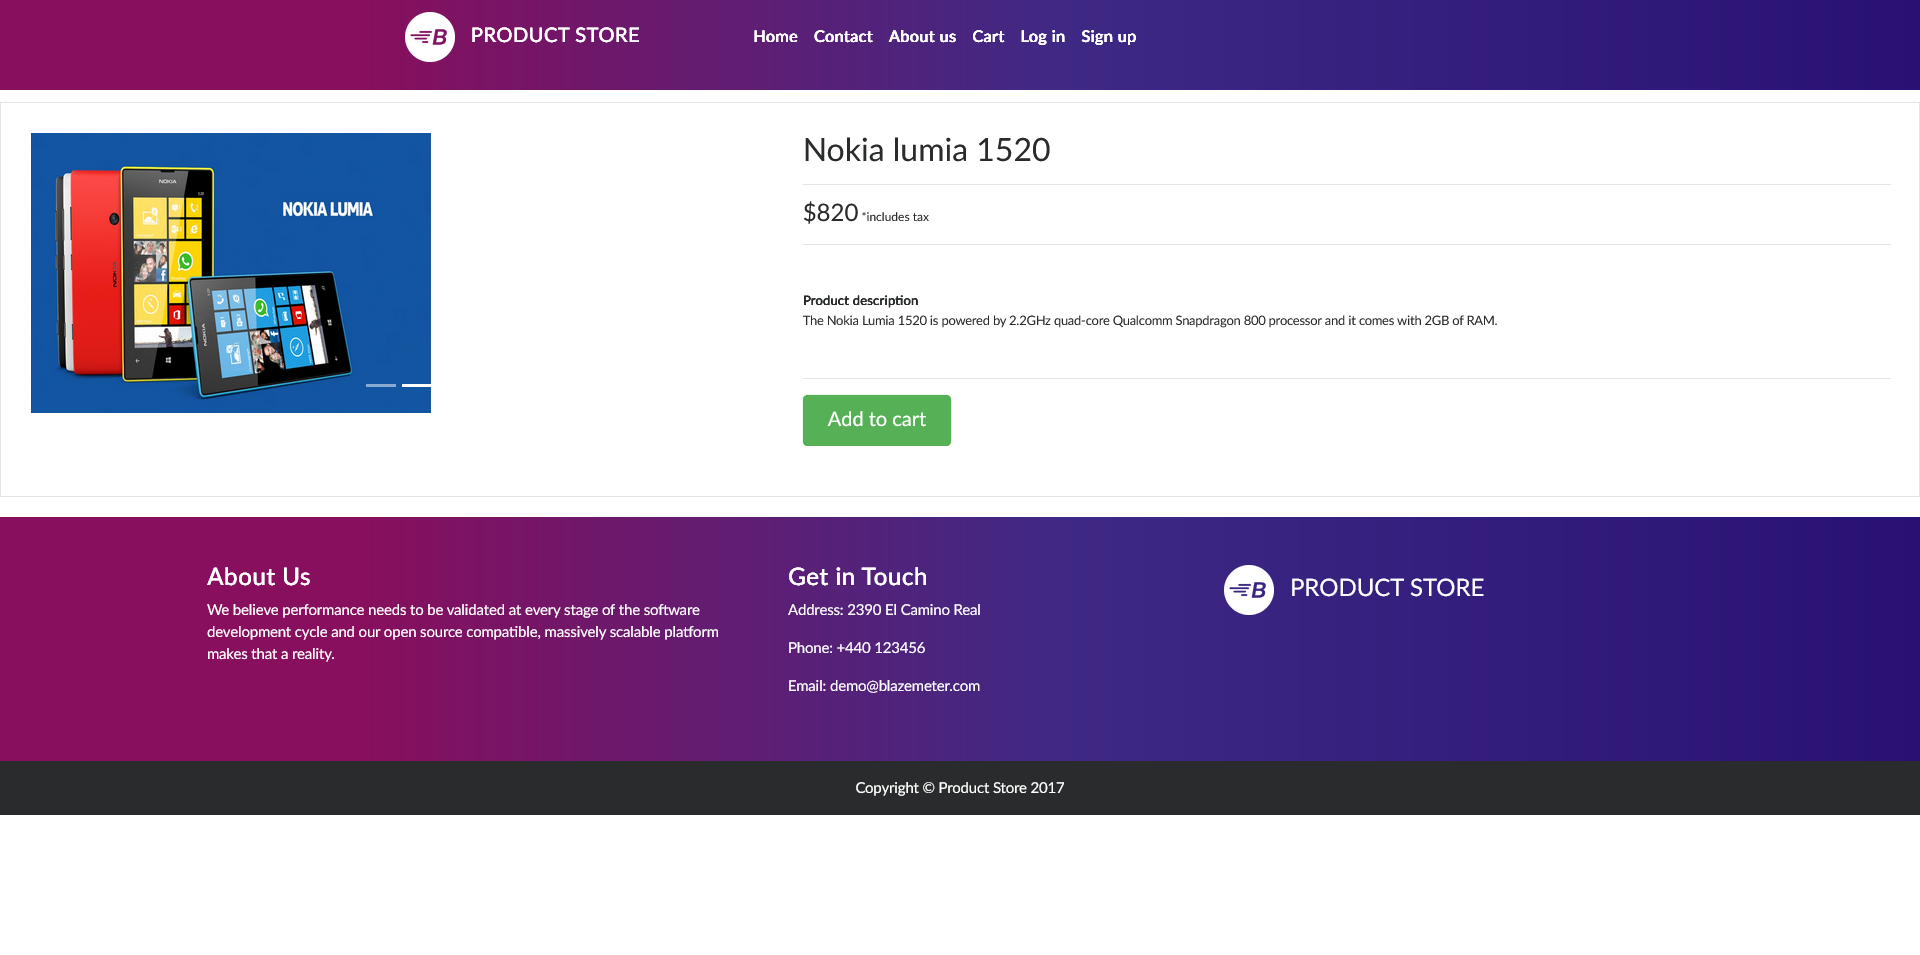 B PRODUCT STORE
Home Contact About us Cart Log in Sign up
NOKIA
NOKIA LUMIA
NOKIA
NOKIA
Nokia lumia 1520
$820 *includes tax
Product description
The Nokia Lumia 1520 is powered by 2.2GHz quad-core Qualcomm Snapdragon 800 processor and it comes with 2GB of RAM.
Add to cart
About Us
We believe performance needs to be validated at every stage of the software
development cycle and our open source compatible, massively scalable platform
makes that a reality.
Get in Touch
Address: 2390 El Camino Real
Phone: +440 123456
Email: demo@blazemeter.com
B PRODUCT STORE
Copyright © Product Store 2017